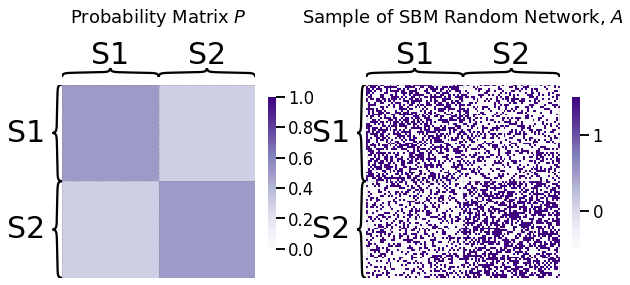 Probability Matrix P
S1 S2
S1
S2
1.0
0.8
0.6
0.4
0.2
0.0
Sample of SBM Random Network, A
S1 S2
S1
S2
1
0